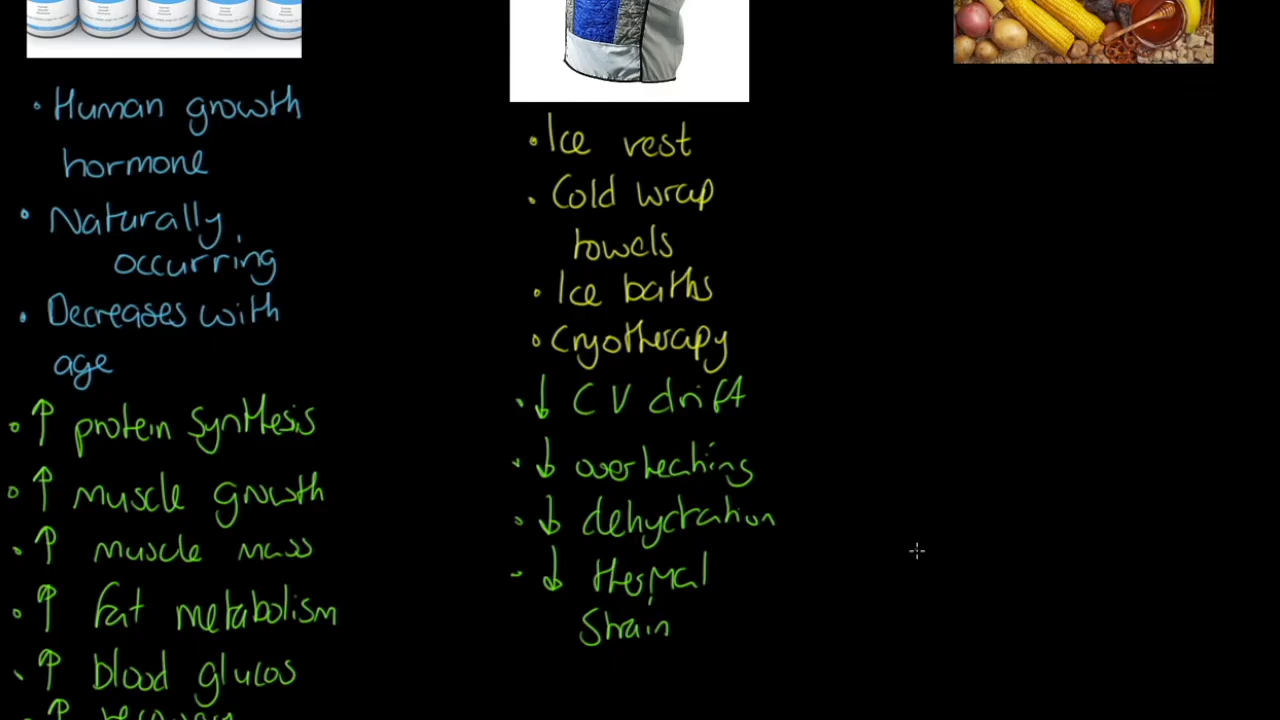 • Human growth
hormone
• Naturally
occurring
• Decreases with
age
• ↑ protein synthesis
• ↑ muscle growth
• ↑ muscle mass
• ↑ fat metabolism
• ↑ blood glucos
• ↑ recovery
• Ice vest
• Cold wrap
towels
• Ice baths
• Cryotherapy
• ↓ CV drift
• ↓ overheating
• ↓ dehydration
• ↓ thermal
Strain